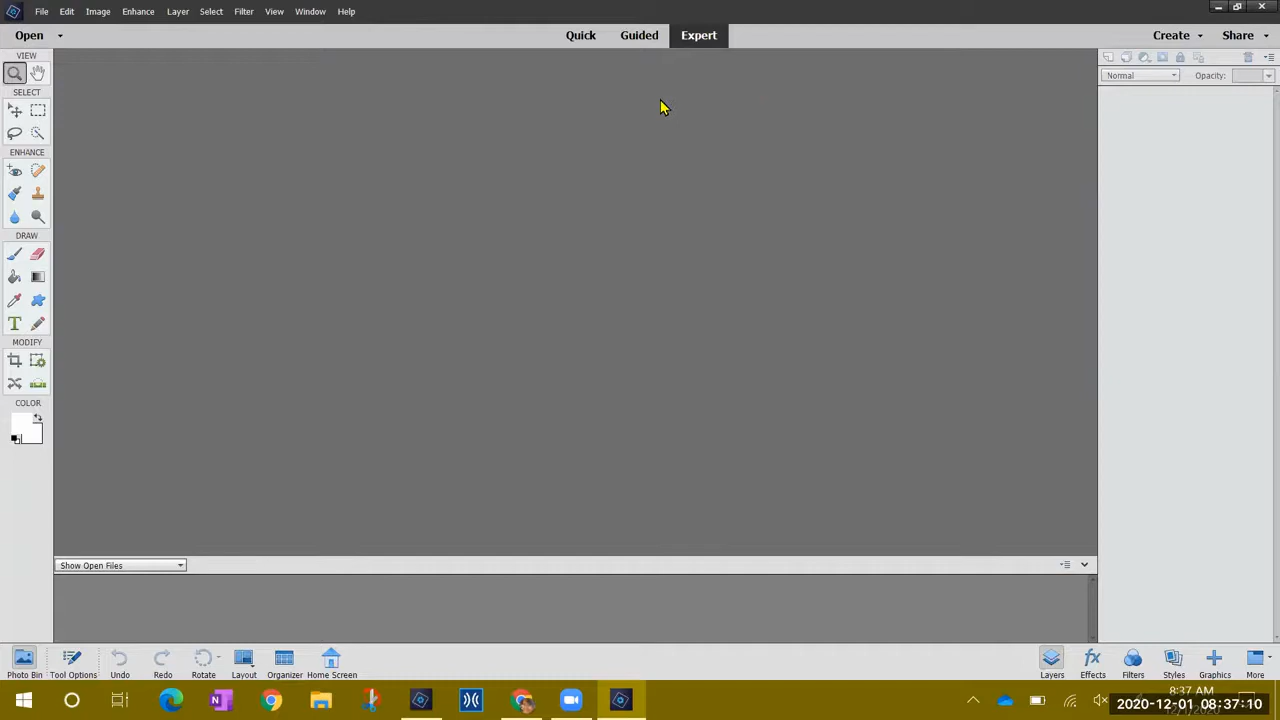 File Edit Image Enhance Layer Select Filter View Window Help
Open Quick Guided Expert Create Share
VIEW
Normal Opacity:
SELECT
ENHANCE
DRAW
T
MODIFY
COLOR
Show Open Files
Photo Bin Tool Options Undo Redo Rotate Layout Organizer Home Screen Layers Effects Filters Styles Graphics More
8:37 AM
2020-12-01 08:37:10